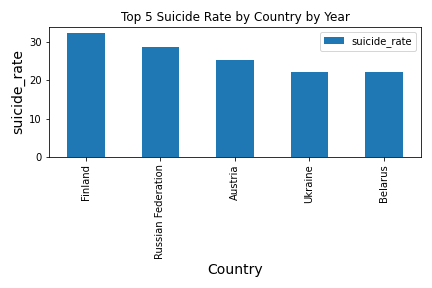 Top 5 Suicide Rate by Country by Year
suicide_rate
30
20
10
0
suicide_rate
Finland
Russian Federation
Austria
Ukraine
Belarus
Country